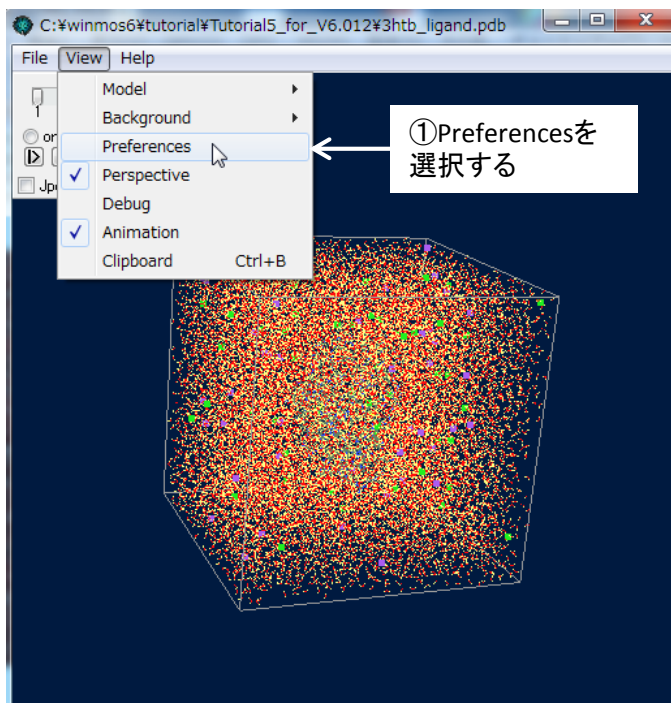 C:¥winmos6¥tutorial¥Tutorial5_for_V6.012¥3htb_ligand.pdb
File View Help
Model
Background
①Preferencesを
選択する
Preferences
Perspective
Debug
Animation
Clipboard Ctrl+B
1